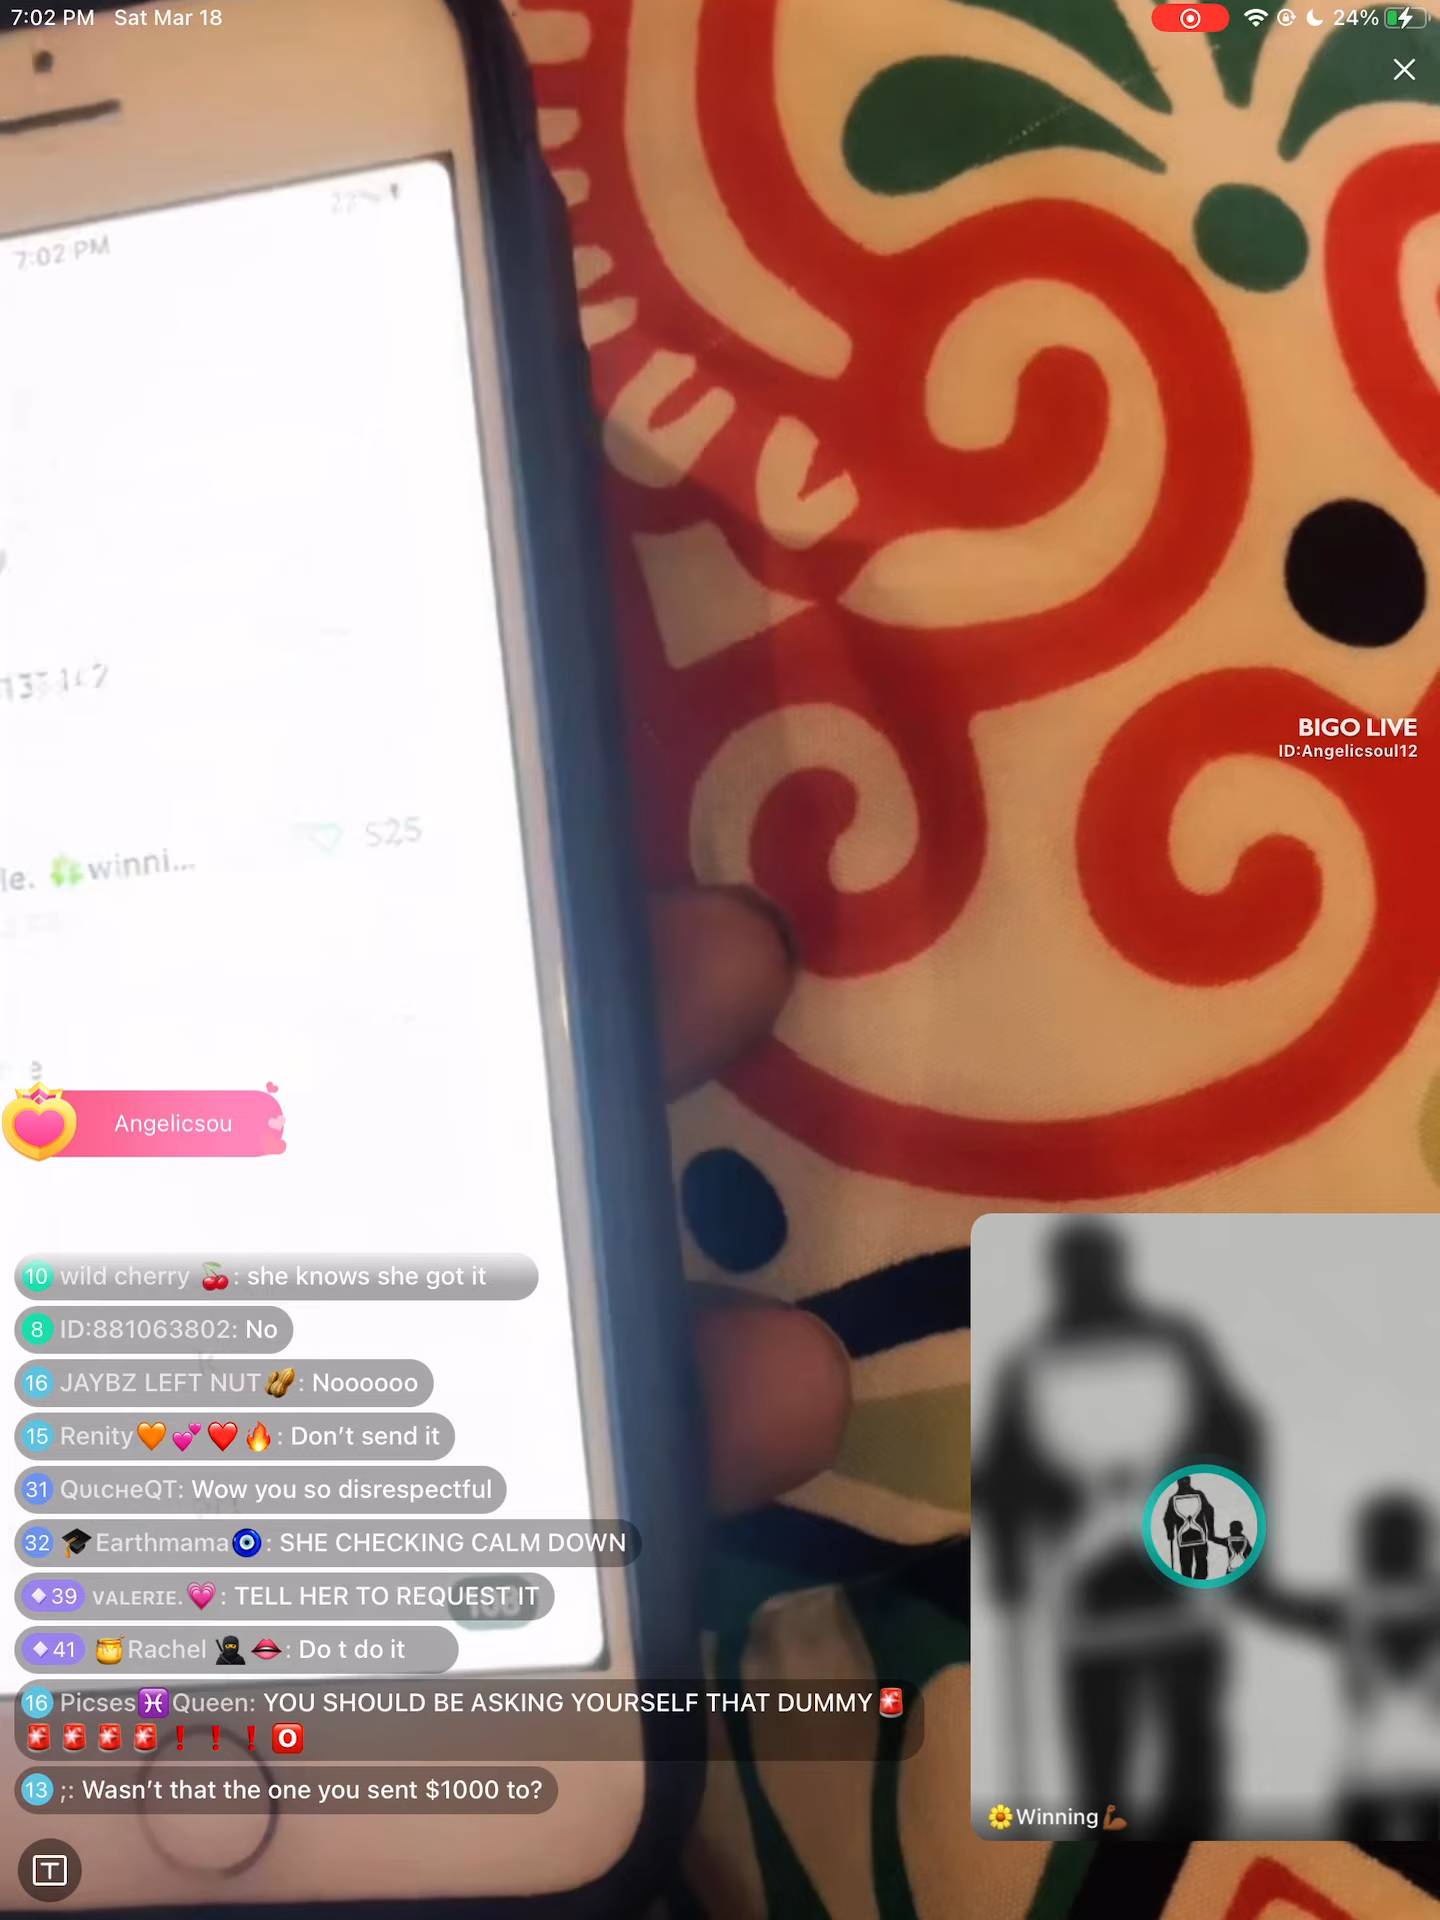 7:02 PM Sat Mar 18
24%
7:02 PM
le. 🍀winni...
525
BIGO LIVE
ID:Angelicsoul12
Angelicsou
10 wild cherry 🍒: she knows she got it
8 ID:881063802: No
16 JAYBZ LEFT NUT🥜: Noooooo
15 Renity🧡💕❤️🔥: Don't send it
31 QυιcнeQT: Wow you so disrespectful
32 🎓Earthmama🧿: SHE CHECKING CALM DOWN
39 ᴠᴀʟᴇʀɪᴇ.💗: TELL HER TO REQUEST IT
41 🍯Rachel 🥷🏿👄: Do t do it
16 Picses♓Queen: YOU SHOULD BE ASKING YOURSELF THAT DUMMY🚨
🚨🚨🚨🚨❗❗❗🅾️
13 ;: Wasn't that the one you sent $1000 to?
🌼Winning💪🏾
T